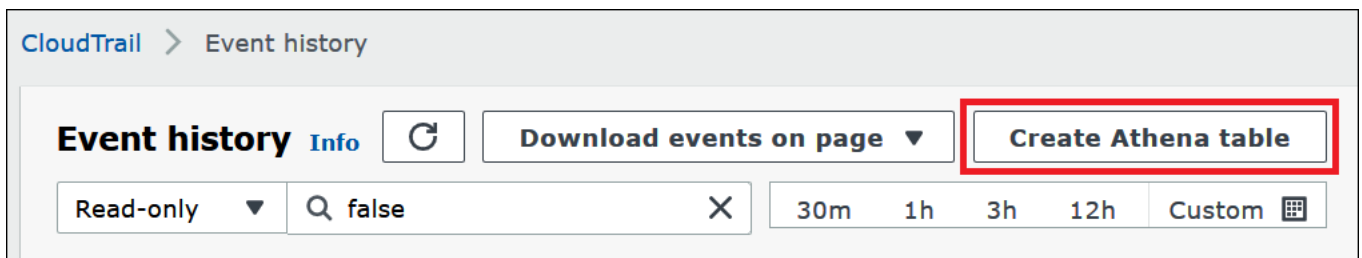 CloudTrail > Event history
Event history Info Download events on page ▼ Create Athena table
Read-only ▼ false 30m 1h 3h 12h Custom